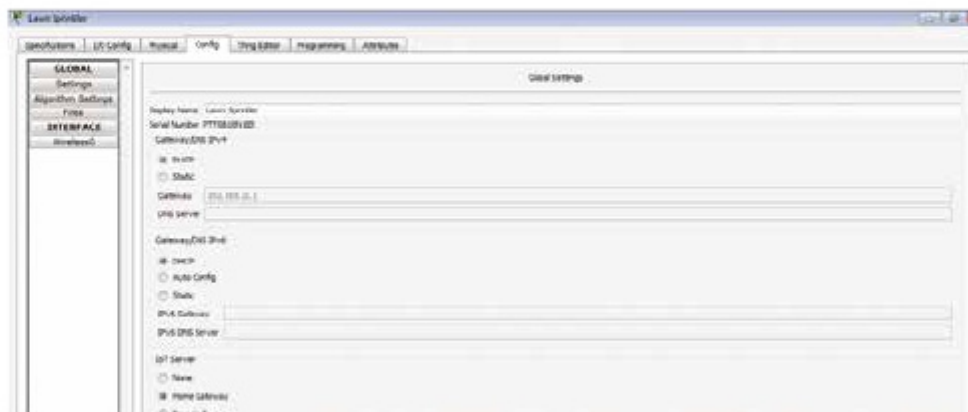 Lawn Sprinkler
Specifications I/O Config Physical Config Thing Editor Programming Attributes
GLOBAL
Settings
Algorithm Settings
Files
INTERFACE
Wireless0
Global Settings
Display Name Lawn Sprinkler
Serial Number
Gateway/DNS IPv4
DHCP
Static
Gateway
DNS Server
Gateway/DNS IPv6
DHCP
Auto Config
Static
IPv6 Gateway
IPv6 DNS Server
IoT Server
None
Home Gateway